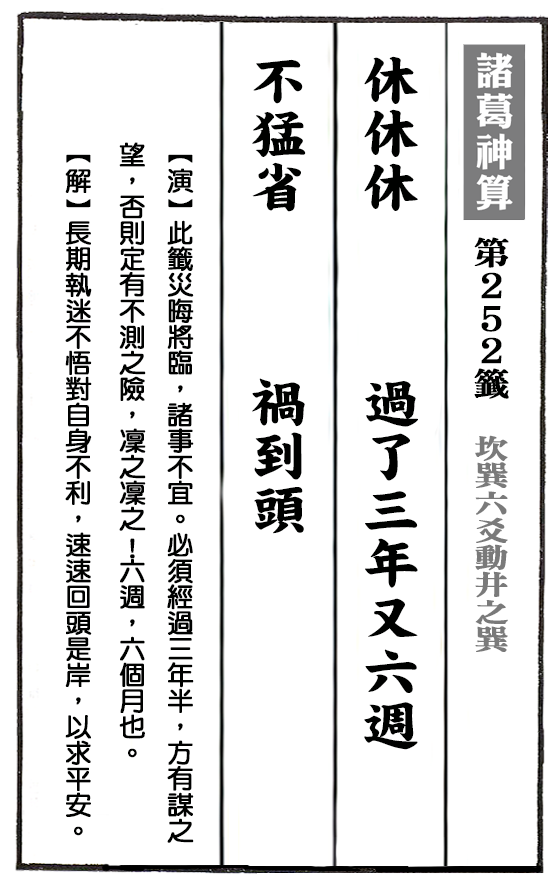 諸葛神算 第２５２籤 坎巽六爻動井之巽
休休休 過了三年又六週
不猛省 禍到頭
【演】此籤災晦將臨，諸事不宜。必須經過三年半，方有謀之
望，否則定有不測之險，凜之凜之！六週，六個月也。
【解】長期執迷不悟對自身不利，速速回頭是岸，以求平安。